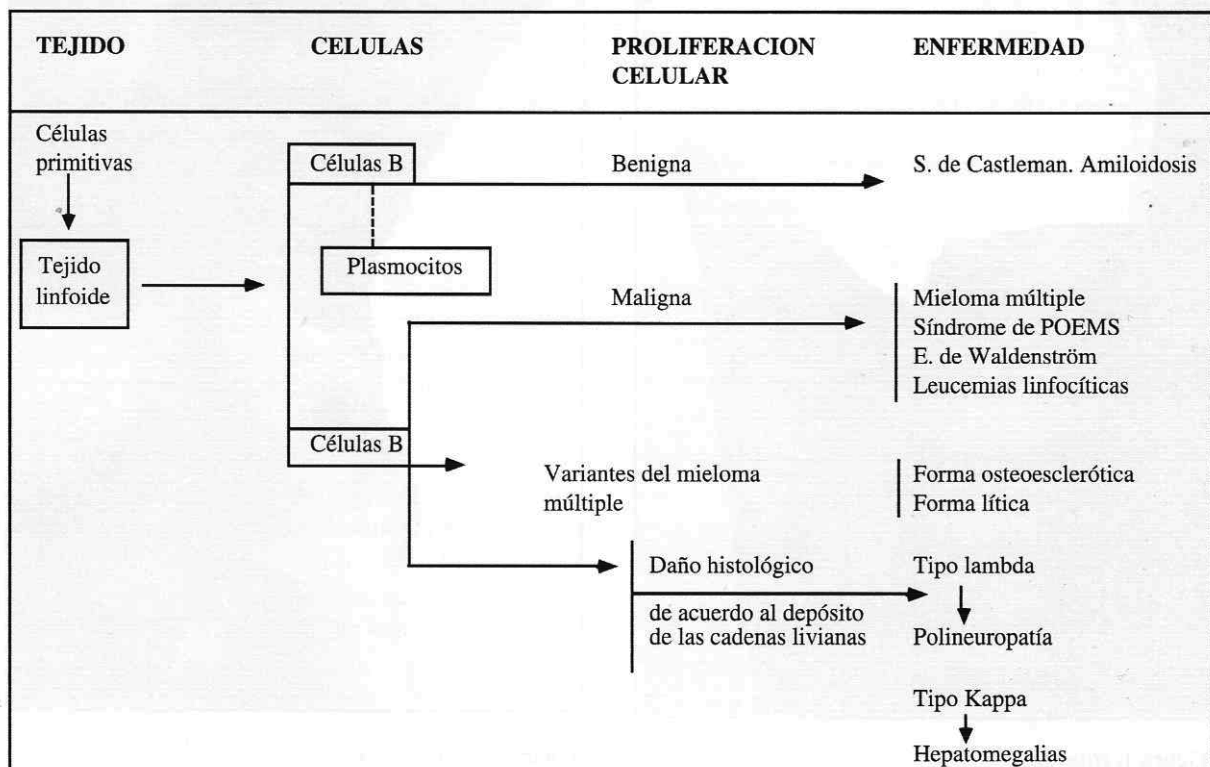 TEJIDO
CELULAS
PROLIFERACION
CELULAR
ENFERMEDAD
Células
primitivas
Tejido
linfoide
Células B
Plasmocitos
Benigna
S. de Castleman. Amiloidosis
Maligna
Mieloma múltiple
Síndrome de POEMS
E. de Waldenström
Leucemias linfocíticas
Células B
Variantes del mieloma
múltiple
Forma osteoesclerótica
Forma lítica
Daño histológico
de acuerdo al depósito
de las cadenas livianas
Tipo lambda
Polineuropatía
Tipo Kappa
Hepatomegalias